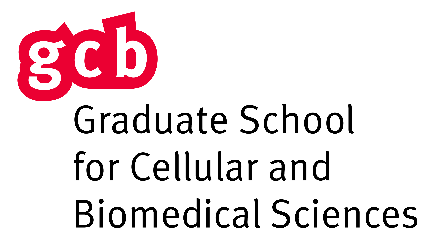 gcb
Graduate School
for Cellular and
Biomedical Sciences